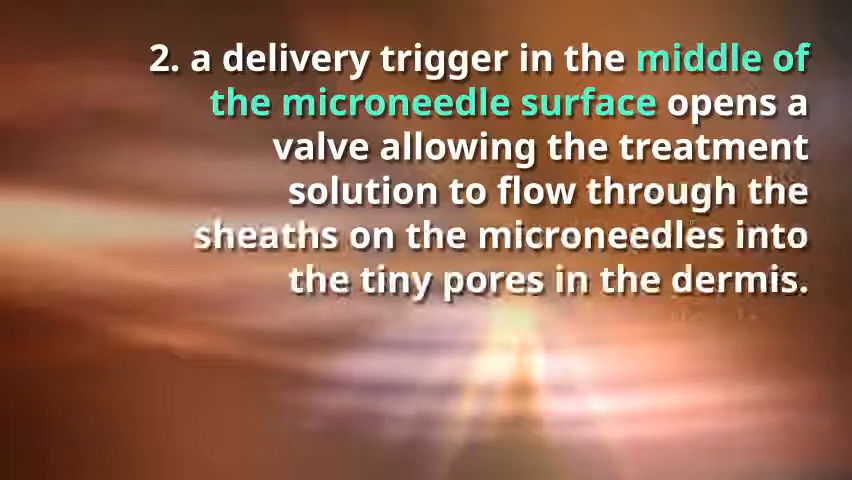 2. a delivery trigger in the middle of
the microneedle surface opens a
valve allowing the treatment
solution to flow through the
sheaths on the microneedles into
the tiny pores in the dermis.